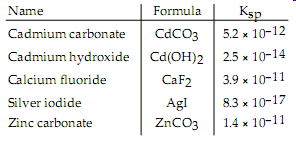 Name Formula Ksp
Cadmium carbonate CdCO3 5.2 × 10-12
Cadmium hydroxide Cd(OH)2 2.5 × 10-14
Calcium fluoride CaF2 3.9 × 10-11
Silver iodide AgI 8.3 × 10-17
Zinc carbonate ZnCO3 1.4 × 10-11